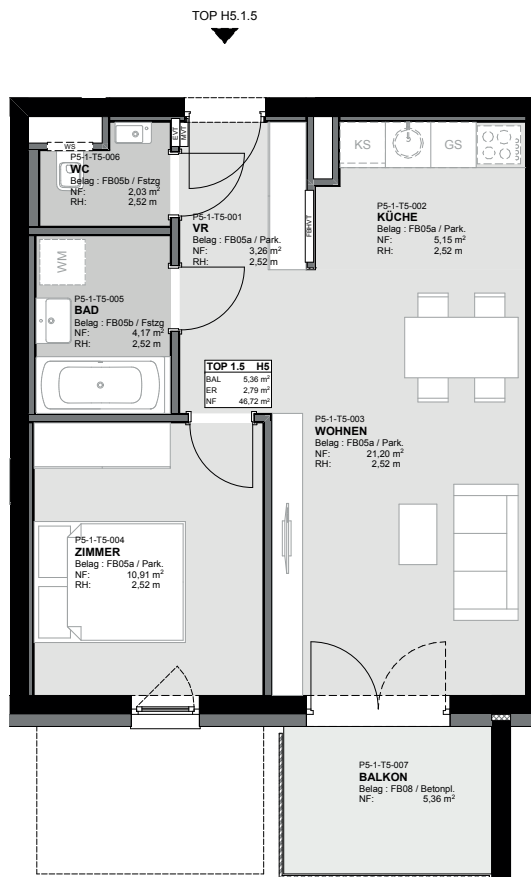 TOP H5.1.5
EVT
MVT
WS
P5-1-T5-006
WC
Belag : FB05b / Fstzg
NF: 2,03 m²
RH: 2,52 m
KS
GS
P5-1-T5-001
VR
Belag : FB05a / Park.
NF: 3,26 m²
RH: 2,52 m
FBHVT
P5-1-T5-002
KÜCHE
Belag : FB05a / Park.
NF: 5,15 m²
RH: 2,52 m
WM
P5-1-T5-005
BAD
Belag : FB05b / Fstzg
NF: 4,17 m²
RH: 2,52 m
TOP 1.5 H5
BAL 5,36 m²
ER 2,79 m²
NF 46,72 m²
P5-1-T5-003
WOHNEN
Belag : FB05a / Park.
NF: 21,20 m²
RH: 2,52 m
P5-1-T5-004
ZIMMER
Belag : FB05a / Park.
NF: 10,91 m²
RH: 2,52 m
P5-1-T5-007
BALKON
Belag : FB08 / Betonpl.
NF: 5,36 m²